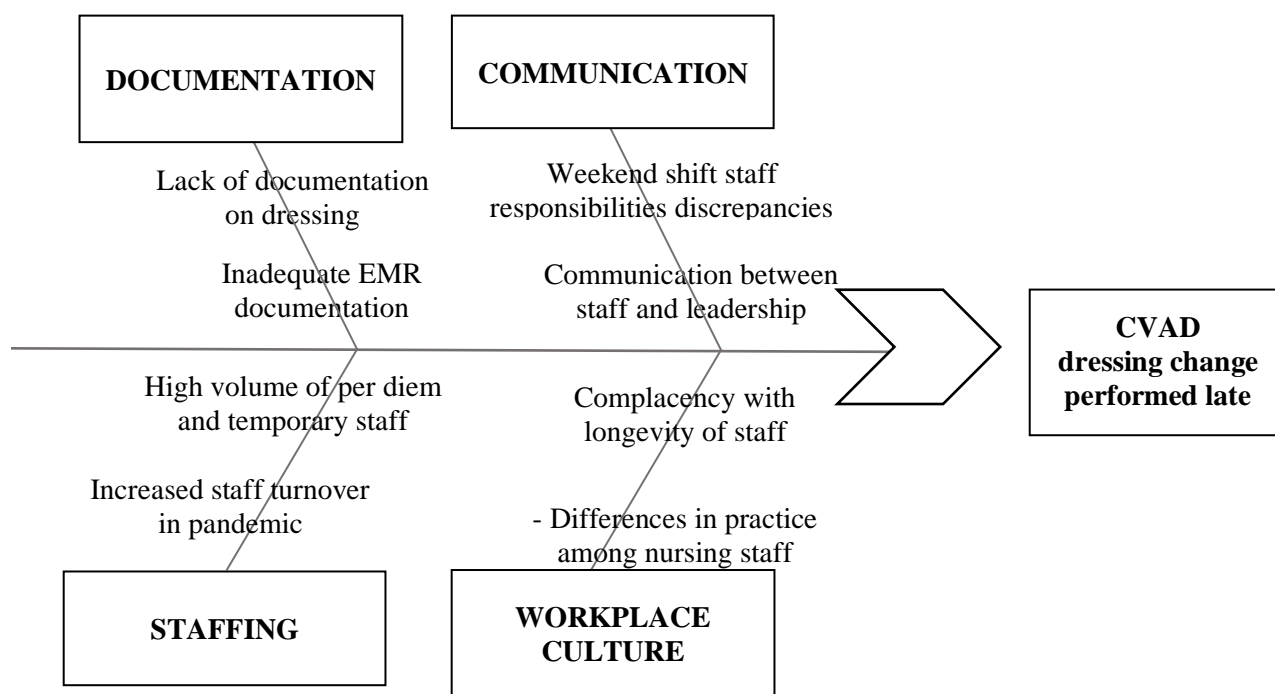 DOCUMENTATION
COMMUNICATION
Lack of documentation
on dressing
Weekend shift staff
responsibilities discrepancies
Inadequate EMR
documentation
Communication between
staff and leadership
CVAD
dressing change
performed late
High volume of per diem
and temporary staff
Complacency with
longevity of staff
Increased staff turnover
in pandemic
- Differences in practice
among nursing staff
STAFFING
WORKPLACE
CULTURE